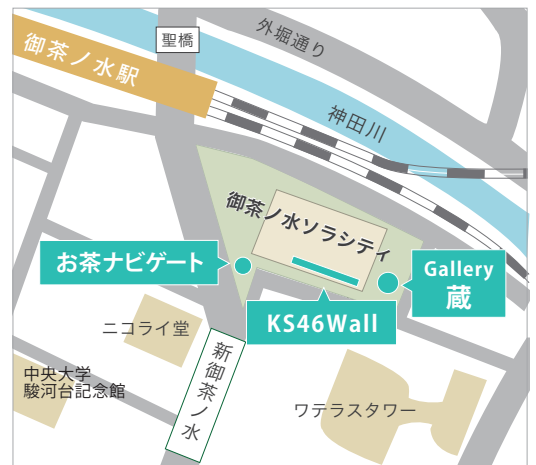 外堀通り
聖橋
御茶ノ水駅
神田川
御茶ノ水ソラシティ
お茶ナビゲート
Gallery
蔵
KS46Wall
ニコライ堂
新御茶ノ水
中央大学
駿河台記念館
ワテラスタワー